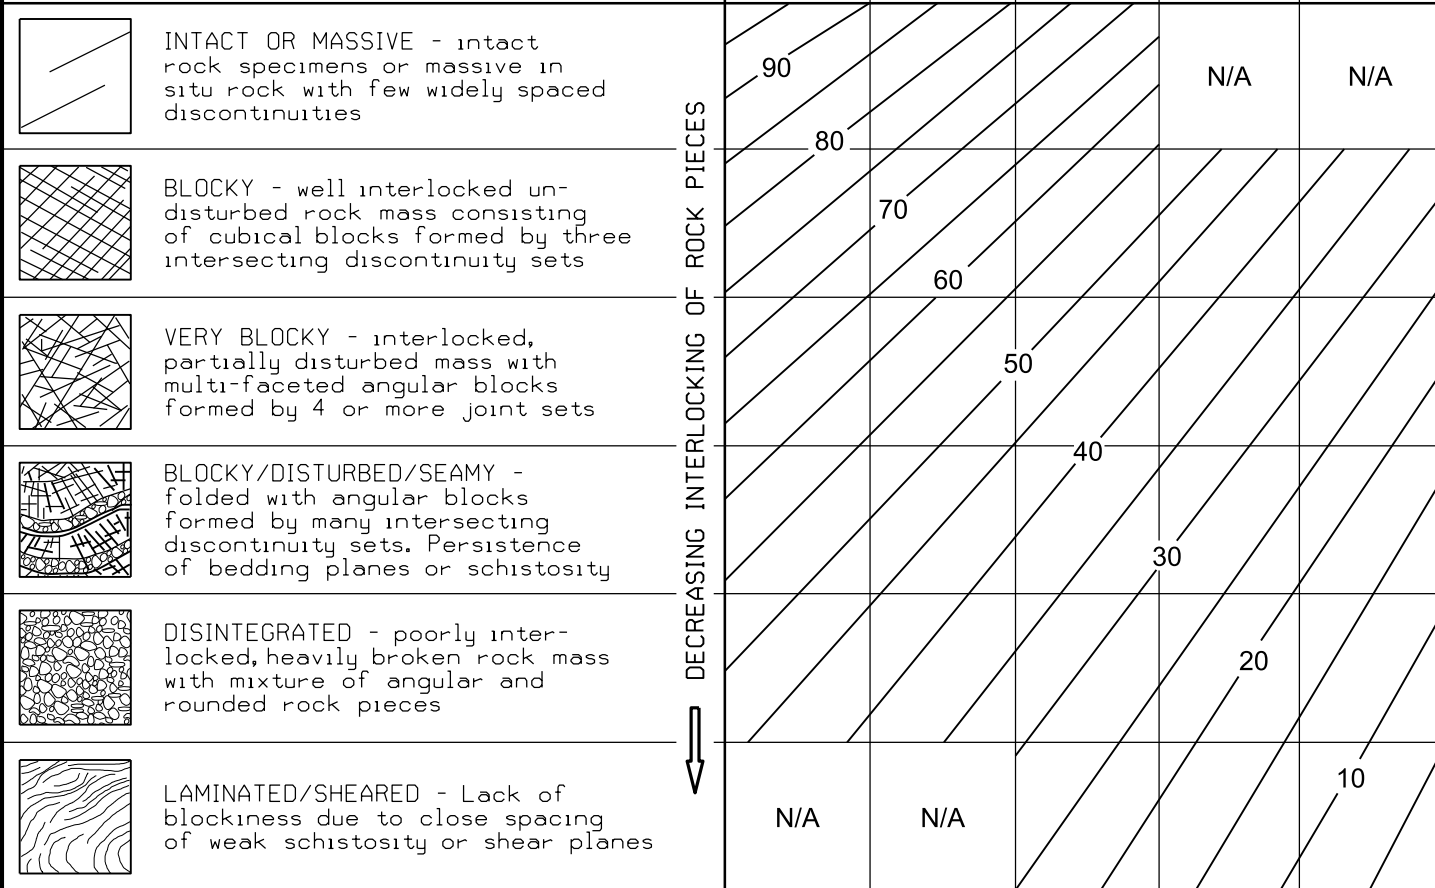 INTACT OR MASSIVE - intact
rock specimens or massive in
situ rock with few widely spaced
discontinuities
BLOCKY - well interlocked un-
disturbed rock mass consisting
of cubical blocks formed by three
intersecting discontinuity sets
VERY BLOCKY - interlocked,
partially disturbed mass with
multi-faceted angular blocks
formed by 4 or more joint sets
BLOCKY/DISTURBED/SEAMY -
folded with angular blocks
formed by many intersecting
discontinuity sets. Persistence
of bedding planes or schistosity
DISINTEGRATED - poorly inter-
locked, heavily broken rock mass
with mixture of angular and
rounded rock pieces
LAMINATED/SHEARED - Lack of
blockiness due to close spacing
of weak schistosity or shear planes
DECREASING INTERLOCKING OF ROCK PIECES
90
N/A
N/A
80
70
60
50
40
30
20
10
N/A
N/A